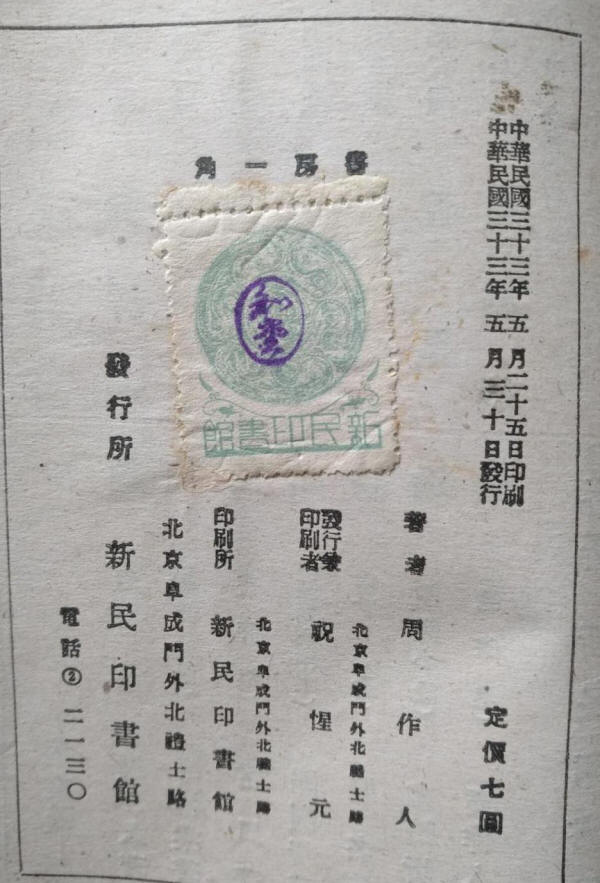 中華民國三十三年五月二十五日印刷
中華民國三十三年五月三十日發行
定價七圓
書房一角
知堂
新民印書館
著者 周作人
北京阜成門外北禮士路
發行兼印刷者 祝惺元
北京阜成門外北禮士路
印刷所 新民印書館
北京阜成門外北禮士路
發行所 新民印書館
電話②二一三〇